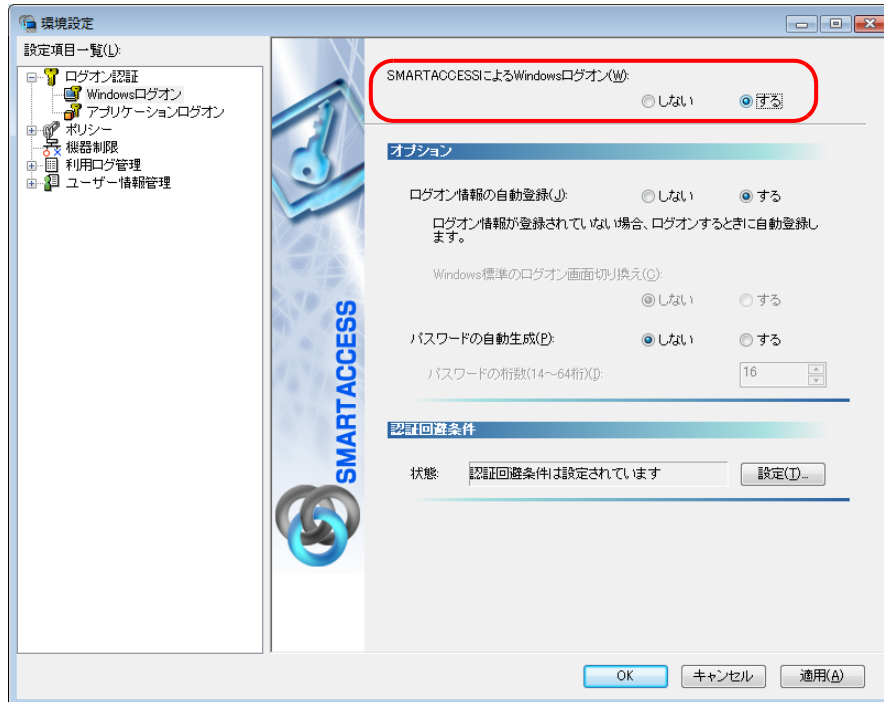 環境設定
設定項目一覧(L):
ログオン認証
Windowsログオン
アプリケーションログオン
ポリシー
機器制限
利用ログ管理
ユーザー情報管理
SMARTACCESS
SMARTACCESSによるWindowsログオン(W):
しない する
オプション
ログオン情報の自動登録(J): しない する
ログオン情報が登録されていない場合、ログオンするときに自動登録し
ます。
Windows標準のログオン画面切り換え(C):
しない する
パスワードの自動生成(P): しない する
パスワードの桁数(14～64桁)(I): 16
認証回避条件
状態: 認証回避条件は設定されています 設定(T)...
OK キャンセル 適用(A)